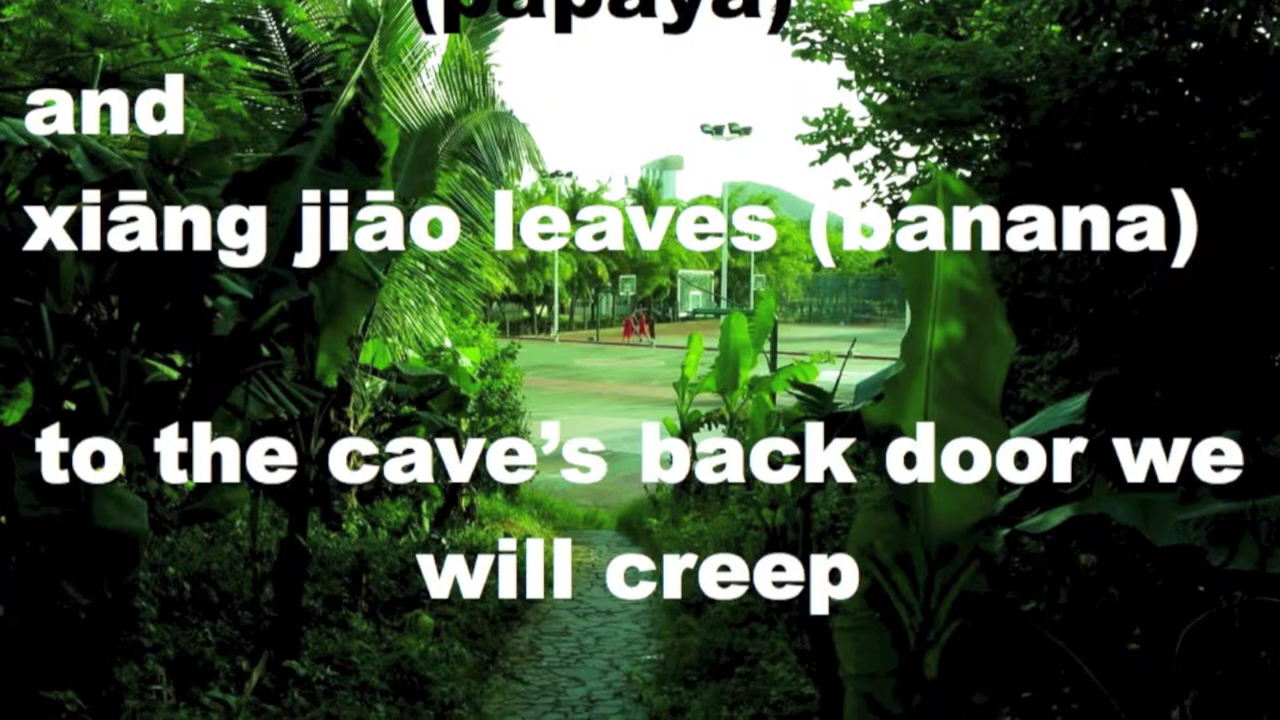 (papaya)
and
xiāng jiāo leaves (banana)
to the cave’s back door we
will creep